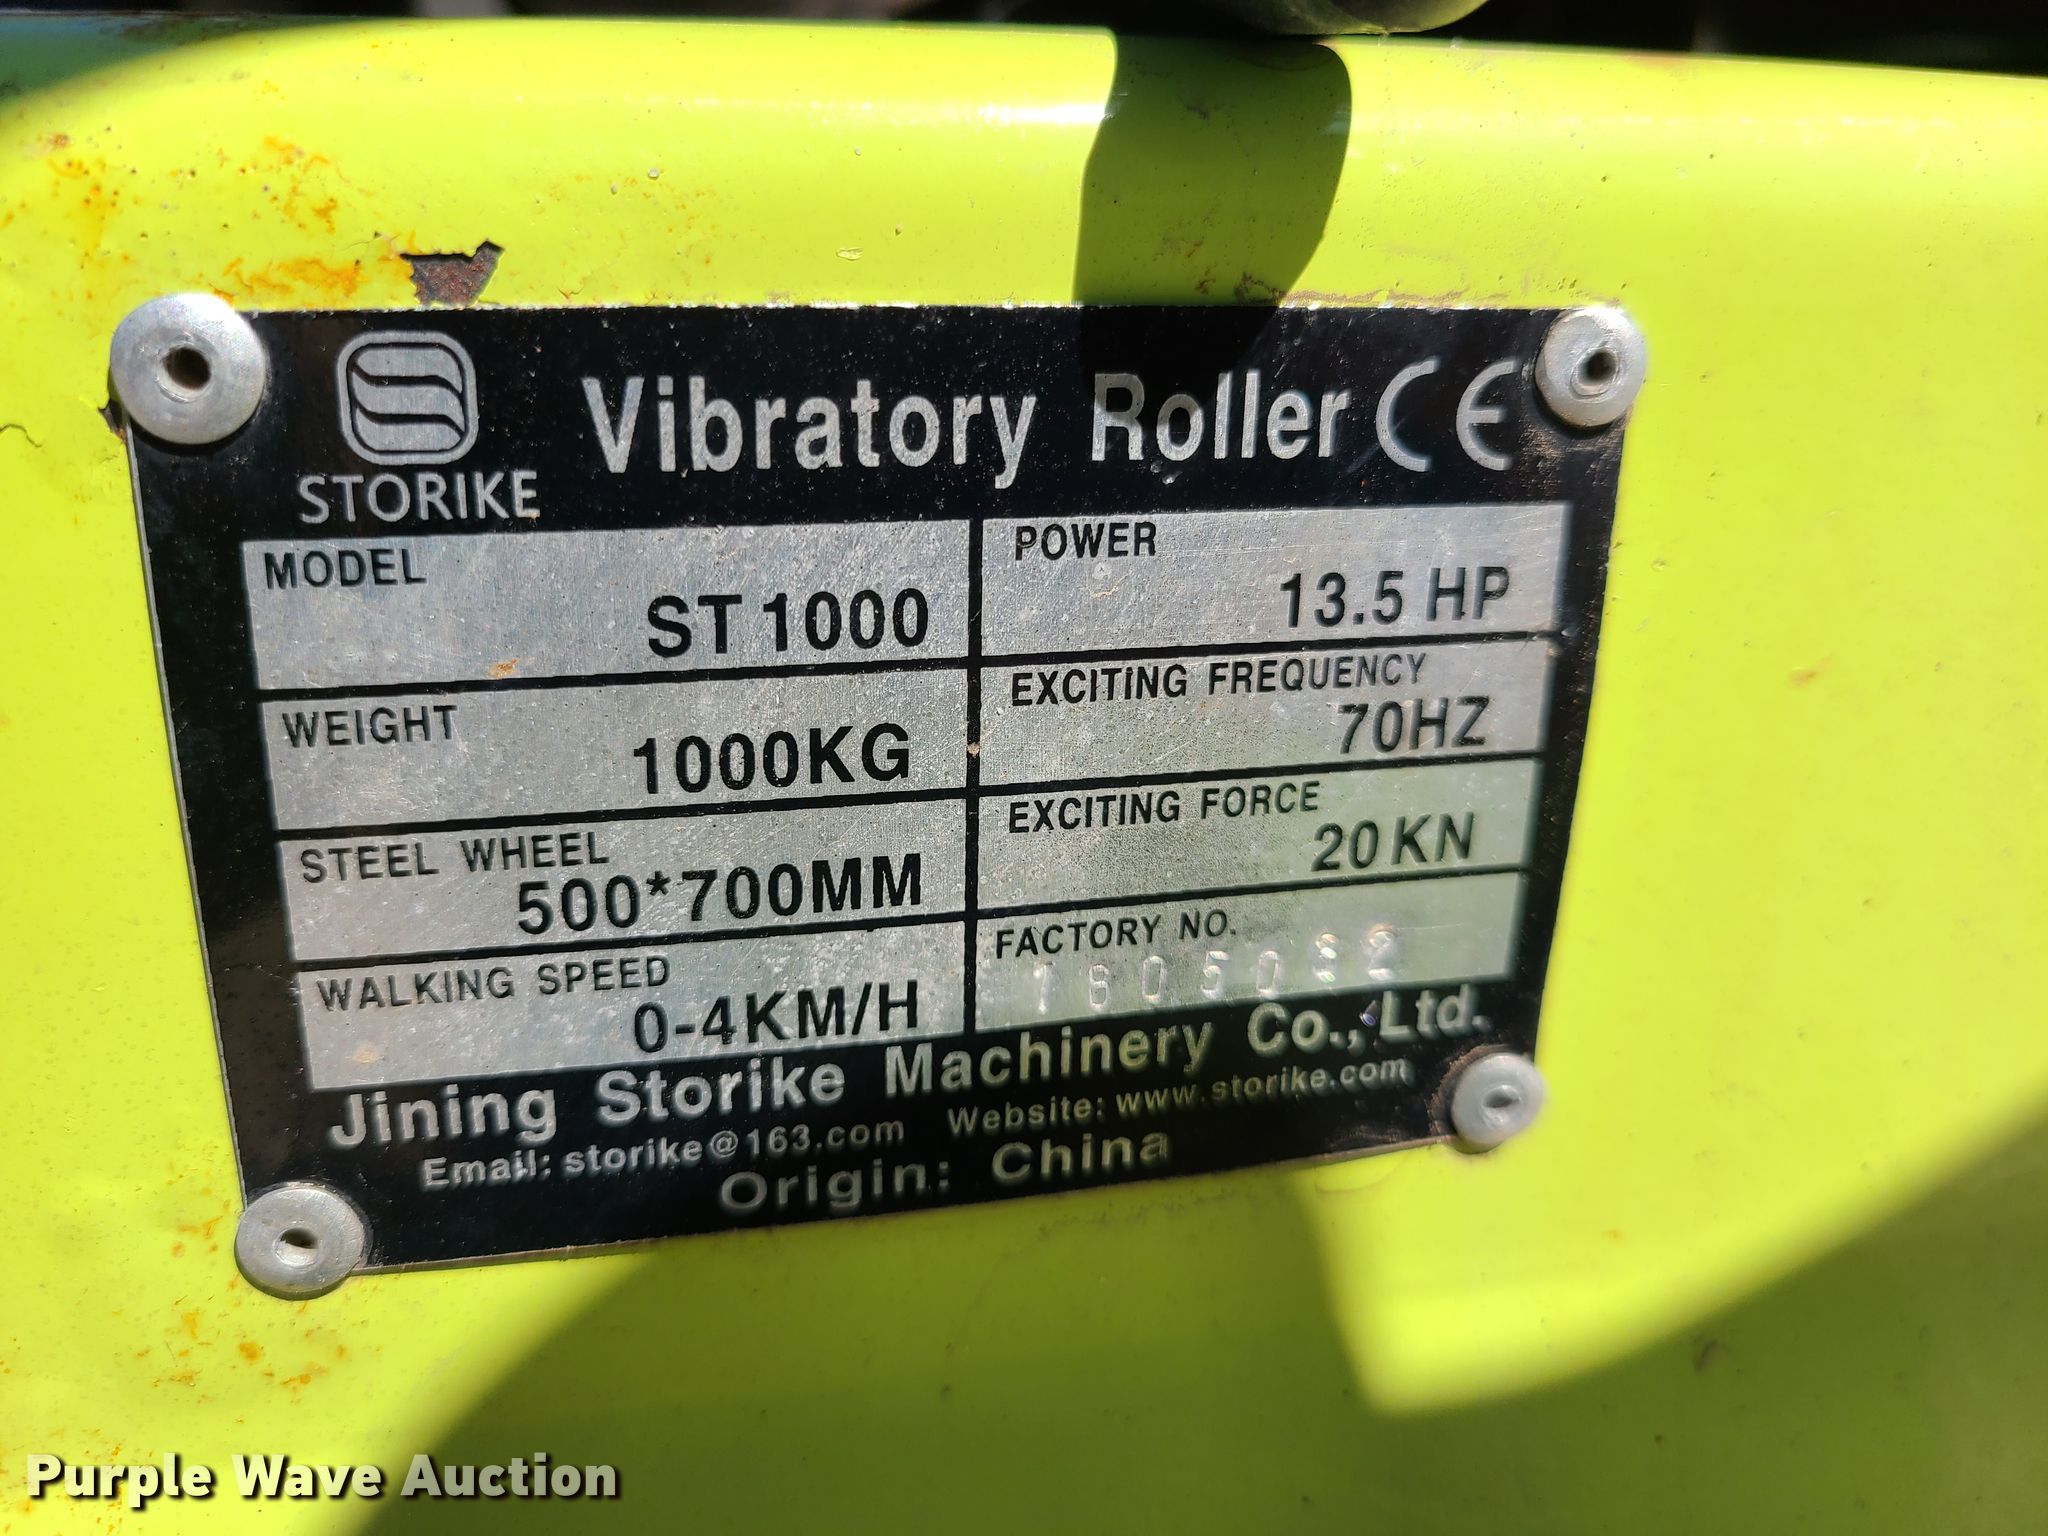 STORIKE
Vibratory Roller CE
MODEL
ST1000
POWER
13.5 HP
WEIGHT
1000KG
EXCITING FREQUENCY
70HZ
STEEL WHEEL
500*700MM
EXCITING FORCE
20KN
WALKING SPEED
0-4KM/H
FACTORY NO.
Jining Storike Machinery Co., Ltd.
Email: storike@163.com Website: www.storike.com
Origin: China
Purple Wave Auction